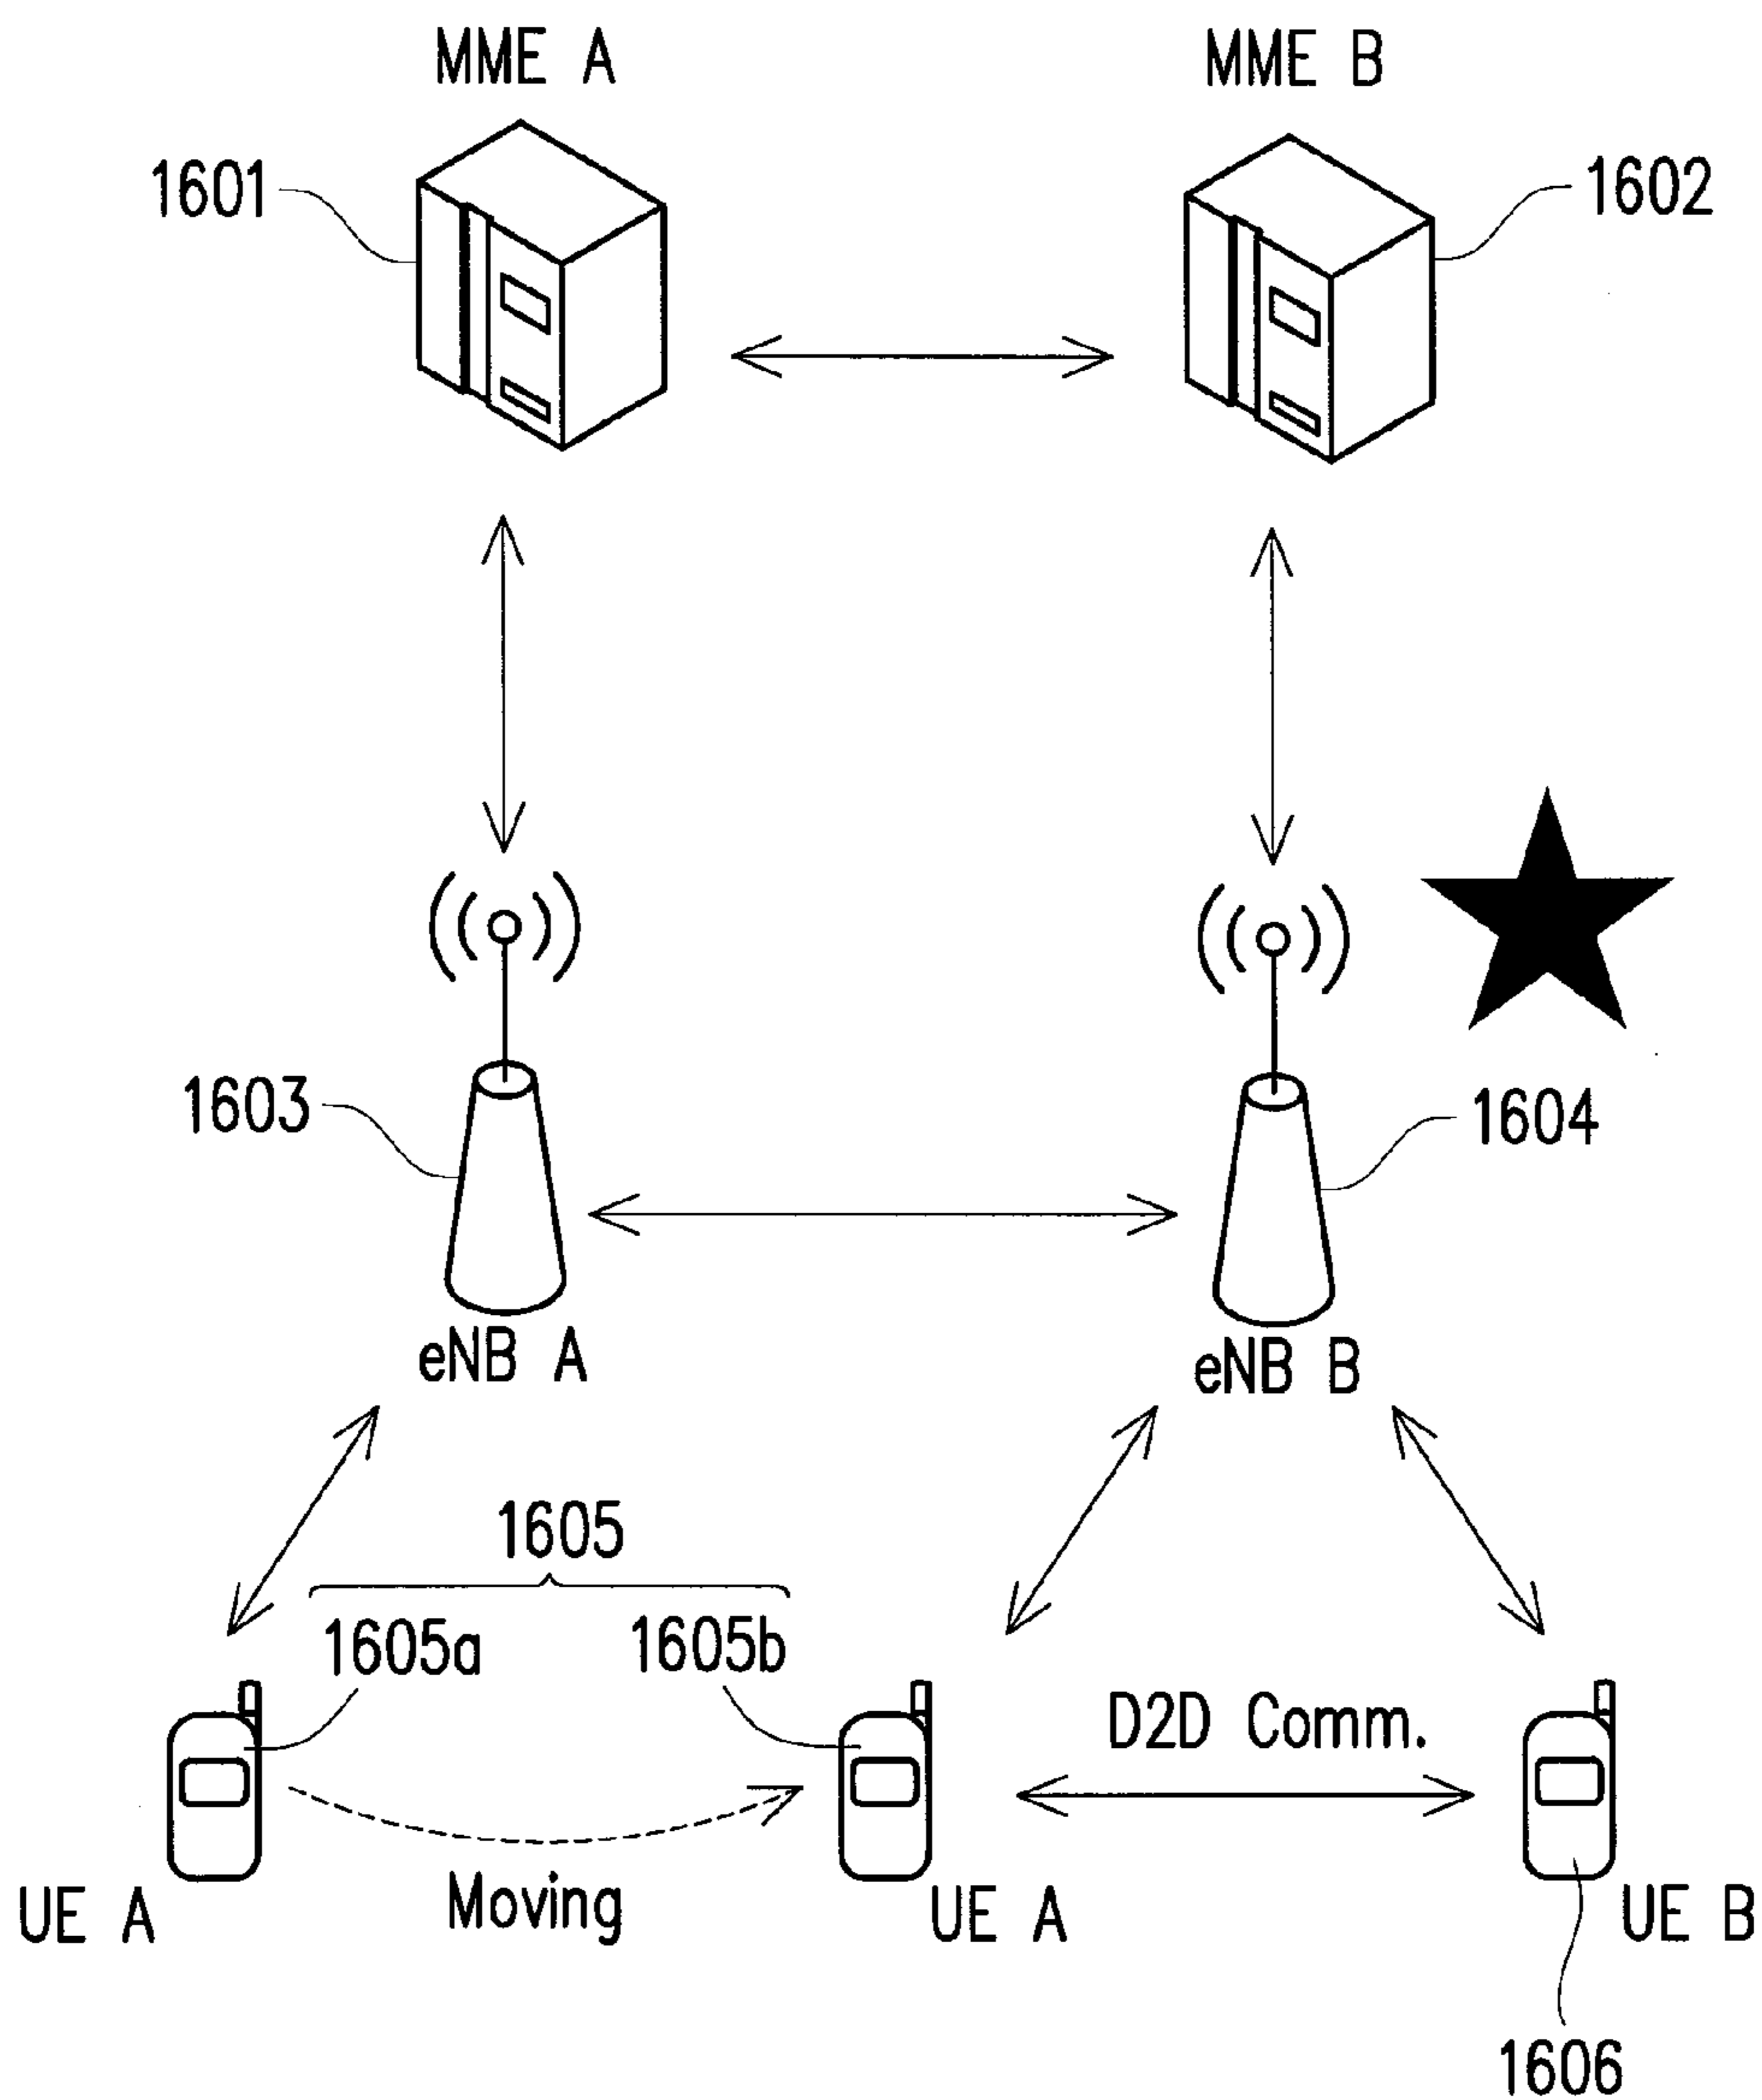 MME A
MME B
1601
1602
1603
1604
eNB A
eNB B
1605
1605a
1605b
D2D Comm.
Moving
UE A
UE A
UE B
1606